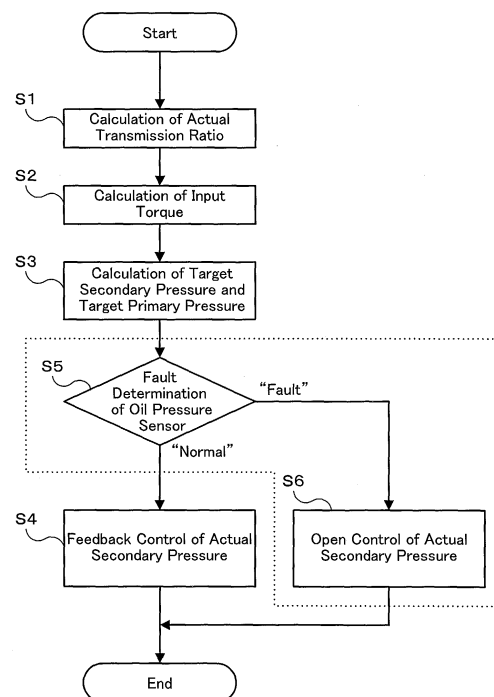 Start
S1
Calculation of Actual
Transmission Ratio
S2
Calculation of Input
Torque
S3
Calculation of Target
Secondary Pressure and
Target Primary Pressure
S5
Fault
Determination
of Oil Pressure
Sensor
“Fault”
“Normal”
S4
Feedback Control of Actual
Secondary Pressure
S6
Open Control of Actual
Secondary Pressure
End